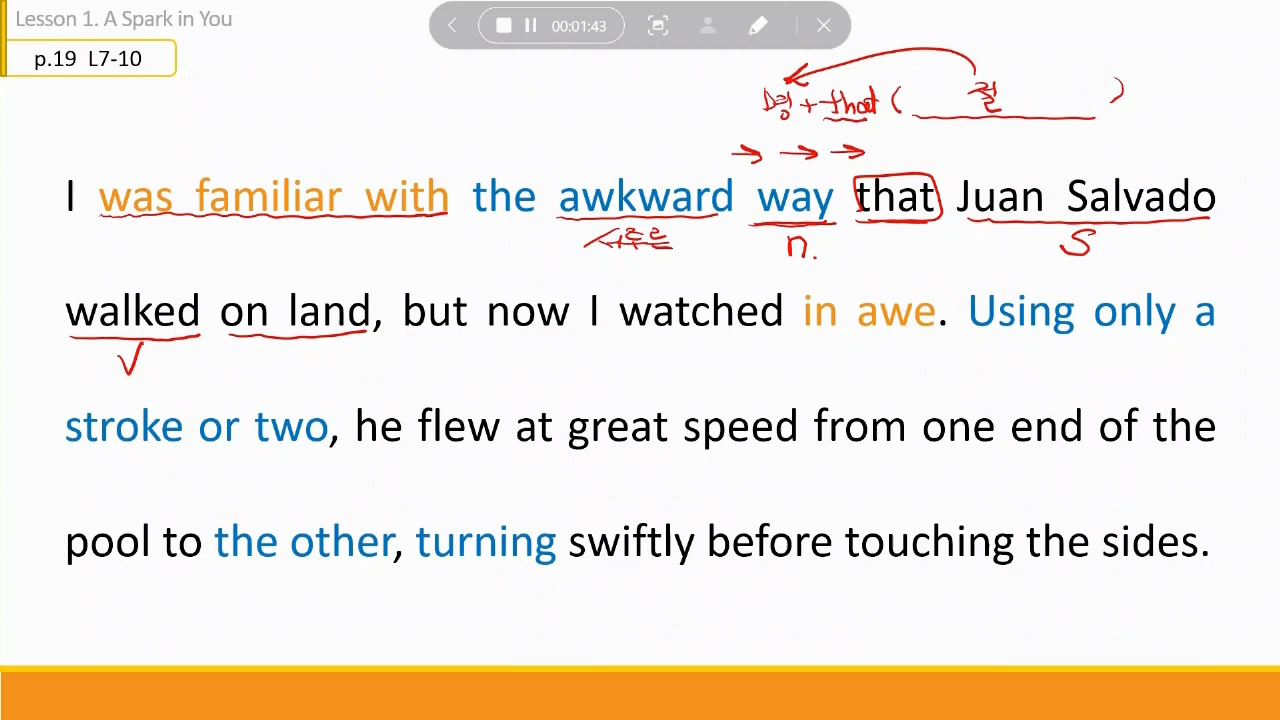 Lesson 1. A Spark in You
00:01:43
p.19 L7-10
명 + that ( 절 )
I was familiar with the awkward way that Juan Salvado
서투른
n.
S
walked on land, but now I watched in awe. Using only a
V
stroke or two, he flew at great speed from one end of the
pool to the other, turning swiftly before touching the sides.